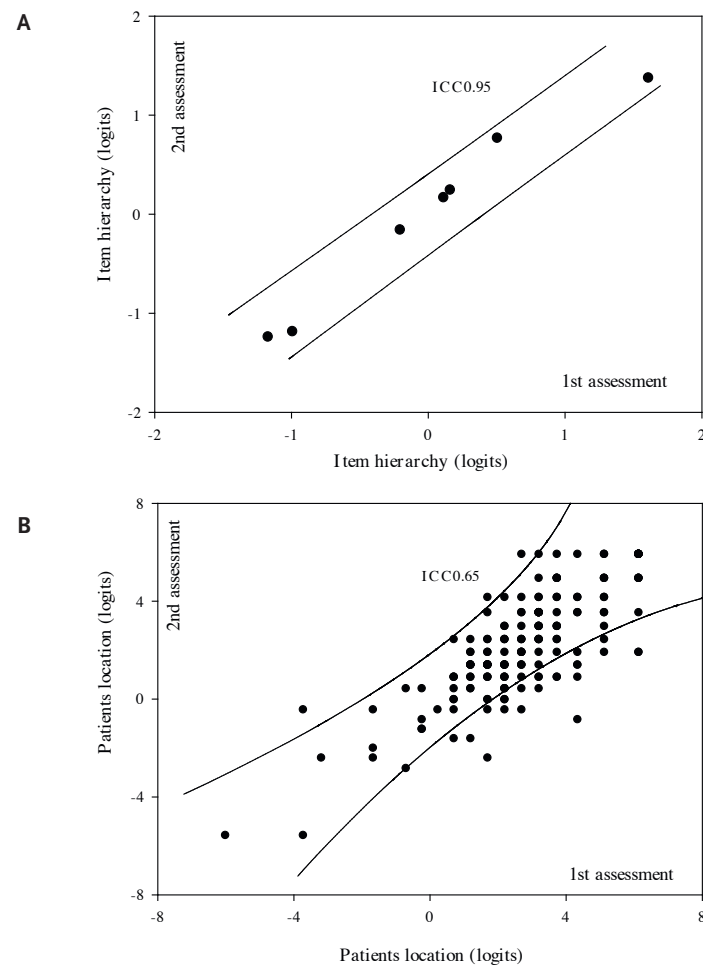 A
2
1
0
-1
-2
Item hierarchy (logits)
2nd assessment
ICC0.95
1st assessment
-2
-1
0
1
2
Item hierarchy (logits)
B
8
4
0
-4
-8
Patients location (logits)
2nd assessment
ICC0.65
1st assessment
-8
-4
0
4
8
Patients location (logits)